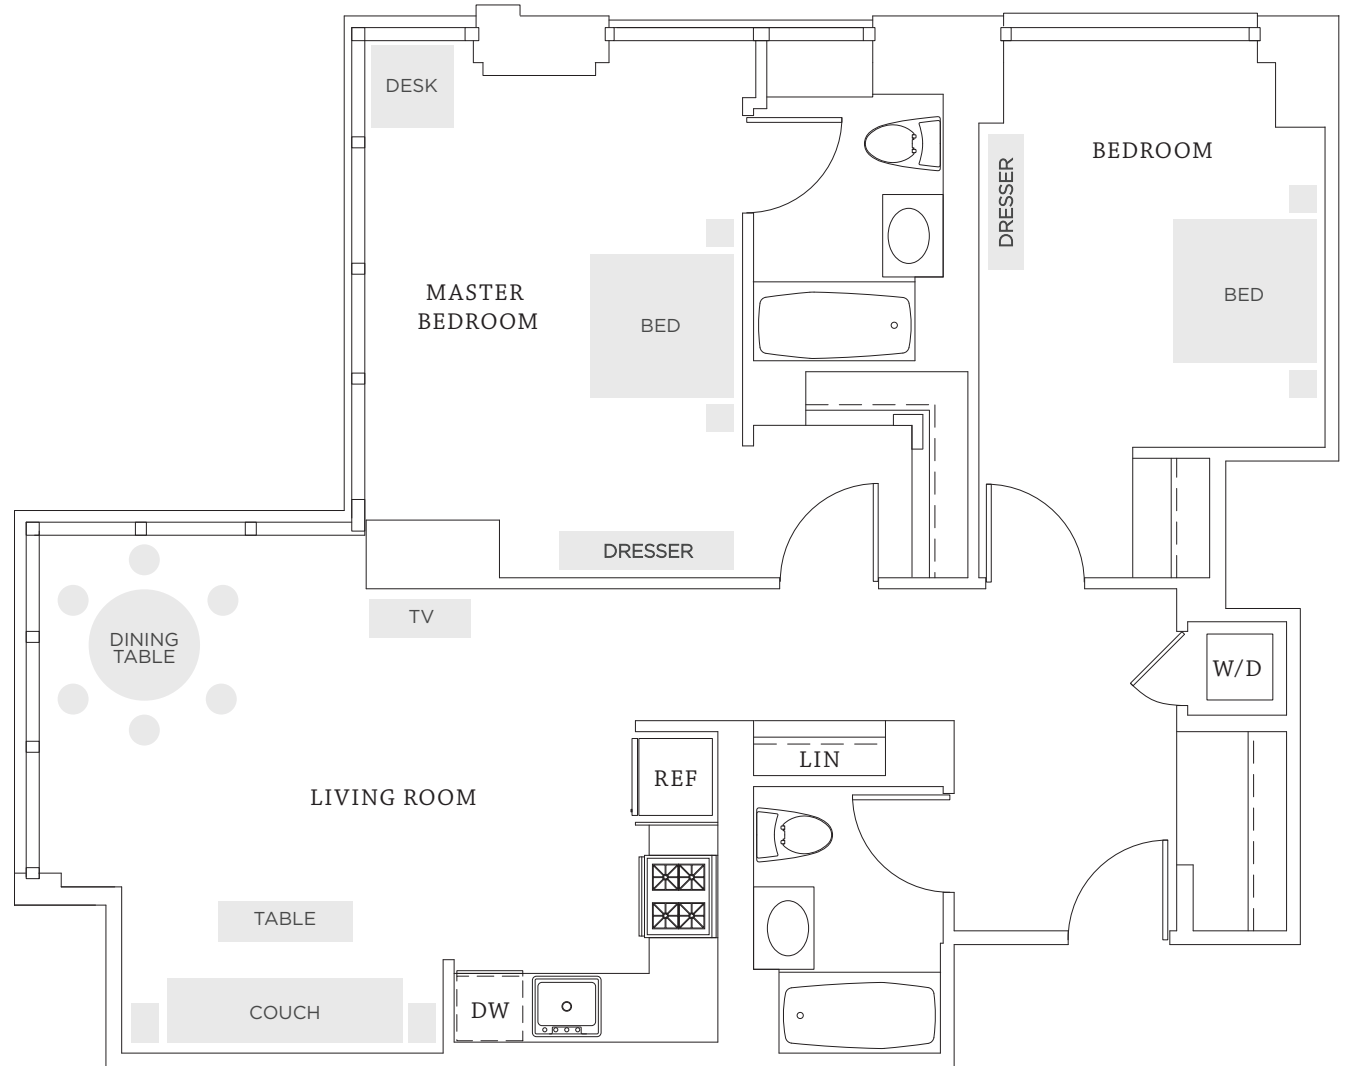 DESK
BEDROOM
DRESSER
MASTER
BEDROOM
BED
BED
DRESSER
TV
DINING
TABLE
W/D
LIN
REF
LIVING ROOM
TABLE
COUCH
DW